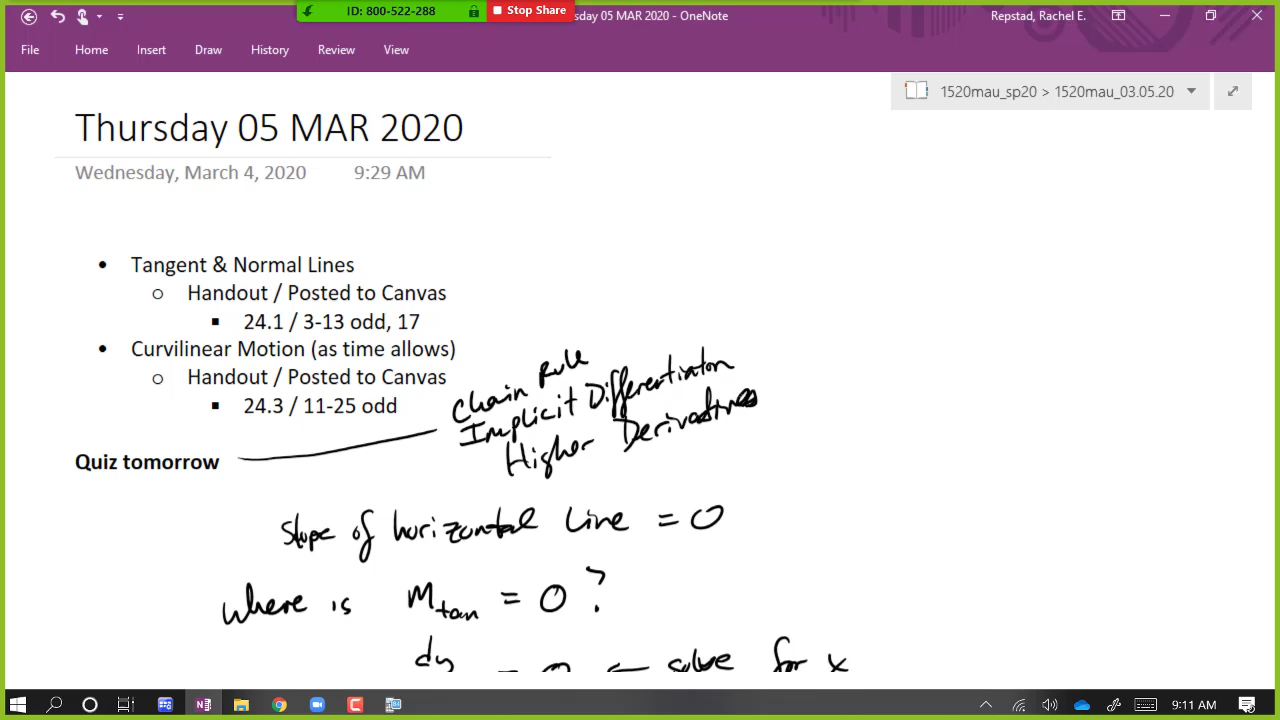 ID: 800-522-288
Stop Share
sday 05 MAR 2020 - OneNote
Repstad, Rachel E.
File Home Insert Draw History Review View
1520mau_sp20 > 1520mau_03.05.20
Thursday 05 MAR 2020
Wednesday, March 4, 2020 9:29 AM
• Tangent & Normal Lines
o Handout / Posted to Canvas
▪ 24.1 / 3-13 odd, 17
• Curvilinear Motion (as time allows)
o Handout / Posted to Canvas
▪ 24.3 / 11-25 odd
Chain Rule
Implicit Differentiation
Higher Derivatives
Quiz tomorrow
slope of horizontal line = 0
where is m_tan = 0 ?
dy = 0 ← solve for x
9:11 AM